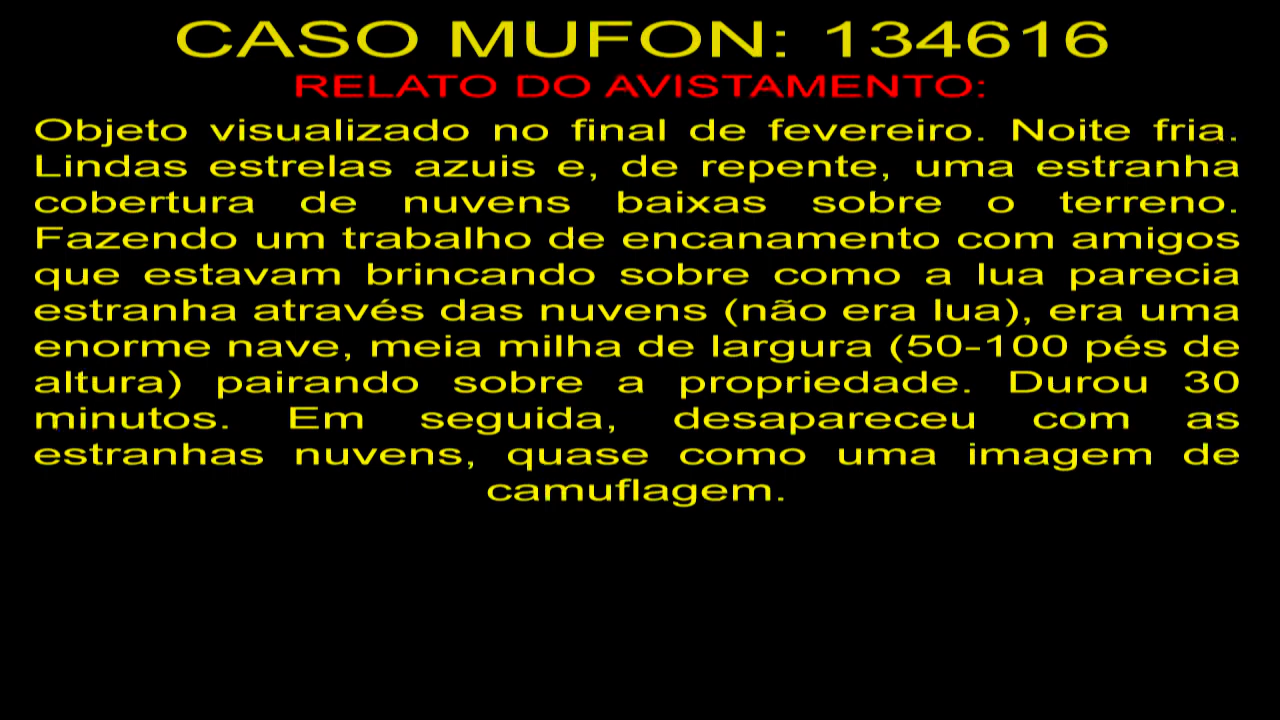 CASO MUFON: 134616
RELATO DO AVISTAMENTO:
Objeto visualizado no final de fevereiro. Noite fria.
Lindas estrelas azuis e, de repente, uma estranha
cobertura de nuvens baixas sobre o terreno.
Fazendo um trabalho de encanamento com amigos
que estavam brincando sobre como a lua parecia
estranha através das nuvens (não era lua), era uma
enorme nave, meia milha de largura (50-100 pés de
altura) pairando sobre a propriedade. Durou 30
minutos. Em seguida, desapareceu com as
estranhas nuvens, quase como uma imagem de
camuflagem.